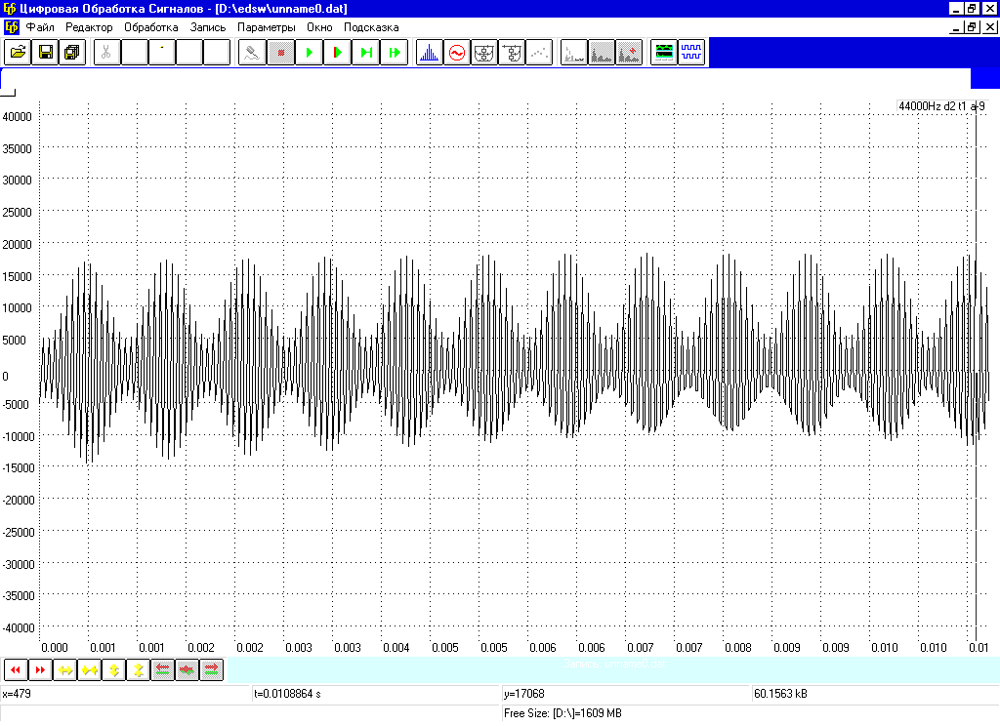 Цифровая Обработка Сигналов - [D:\edsw\unname0.dat]
Файл Редактор Обработка Запись Параметры Окно Подсказка
44000Hz d2 t1 a-9
40000
35000
30000
25000
20000
15000
10000
5000
0
-5000
-10000
-15000
-20000
-25000
-30000
-35000
-40000
0.000 0.001 0.001 0.002 0.002 0.003 0.003 0.004 0.005 0.005 0.006 0.006 0.007 0.007 0.008 0.009 0.009 0.010 0.010 0.01
Запись: unname0.dat
x=479 t=0.0108864 s y=17068 60.1563 kB
Free Size: [D:\]=1609 MB